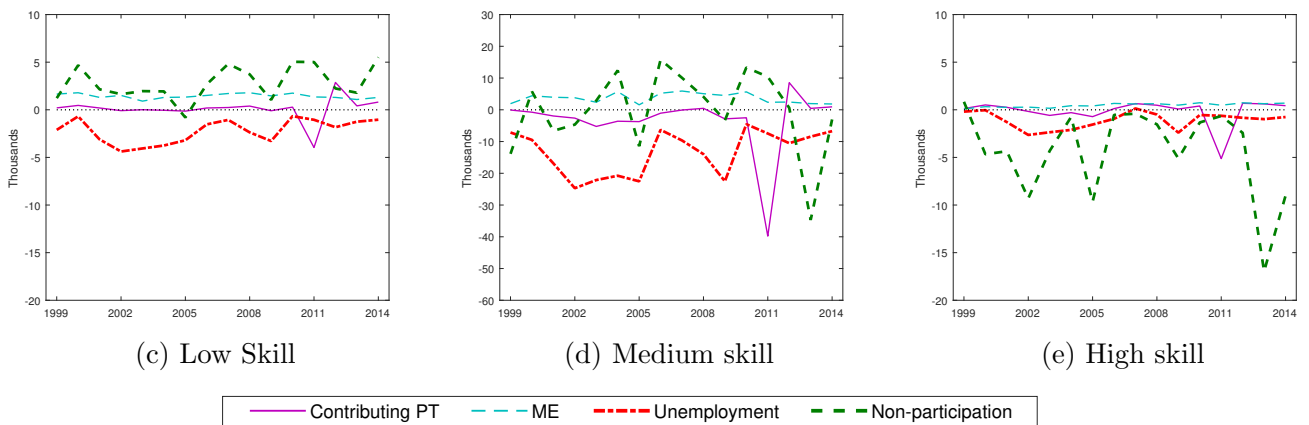 10
5
0
-5
-10
-15
-20
Thousands
1999 2002 2005 2008 2011 2014
(c) Low Skill
30
20
10
0
-10
-20
-30
-40
-50
-60
Thousands
1999 2002 2005 2008 2011 2014
(d) Medium skill
10
5
0
-5
-10
-15
-20
Thousands
1999 2002 2005 2008 2011 2014
(e) High skill
Contributing PT ME Unemployment Non-participation